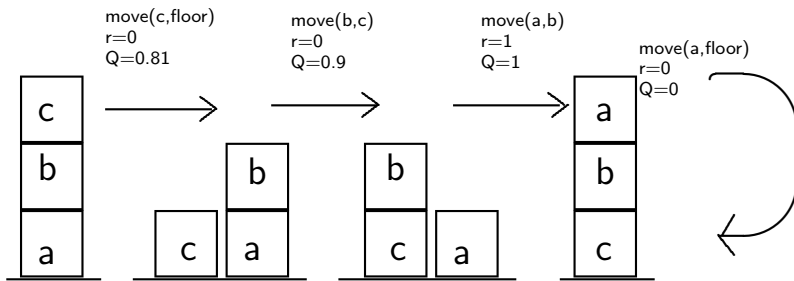 move(c,floor)
r=0
Q=0.81
move(b,c)
r=0
Q=0.9
move(a,b)
r=1
Q=1
move(a,floor)
r=0
Q=0
c
b
a
b
c a
b
c a
a
b
c